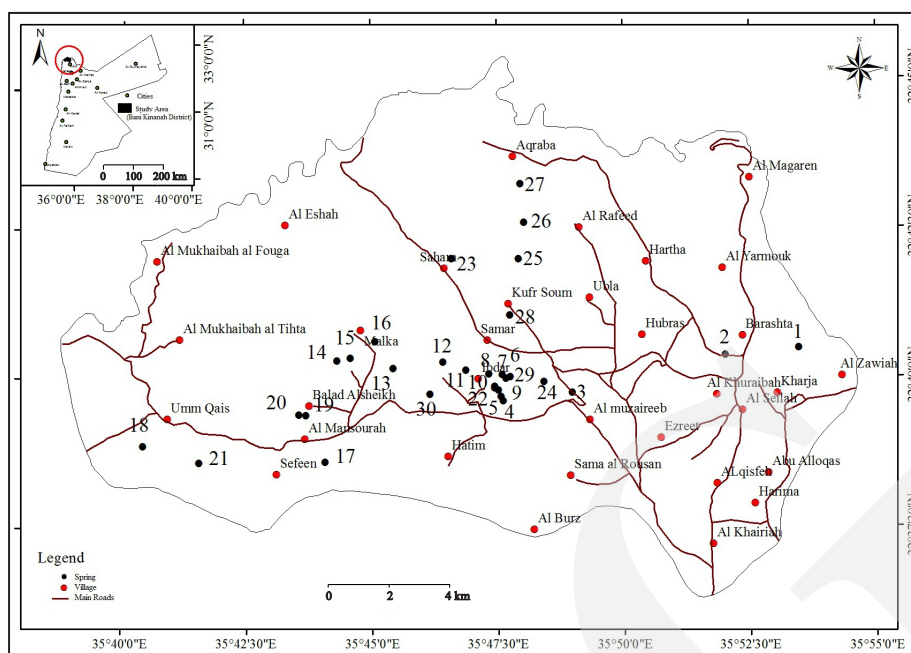 N
33°0'0"N
31°0'0"N
Cities
Study Area
(Bani Kinanah District)
0 100 200 km
36°0'0"E 38°0'0"E 40°0'0"E
N
W E
S
32°45'0"N
Aqraba
Al Magaren
27
Al Eshah
26
Al Rafeed
Al Mukhaibah al Fouga
Saham
23
25
Hartha
Al Yarmouk
Ubla
Kufr Soum
28
Al Mukhaibah al Tihta
15
16
Malka
Samar
Hubras
Barashta
1
2
14
12
8 7 6
Ibdar
29
13
11 10
9
Al Zawiah
30
22
5 4
24
3
Al Khuraibah
Kharja
Balad Alsheikh
20 19
Al Sellah
Umm Qais
Al muzaireeb
18
Al Mansourah
Ezreet
21
17
Hatim
Sefeen
Sama al Rousan
Abu Alloqas
ALqisfeh
Harima
Al Burz
Al Khairiah
Legend
Spring
Village
Main Roads
0 2 4 km
35°40'0"E 35°42'30"E 35°45'0"E 35°47'30"E 35°50'0"E 35°52'30"E 35°55'0"E